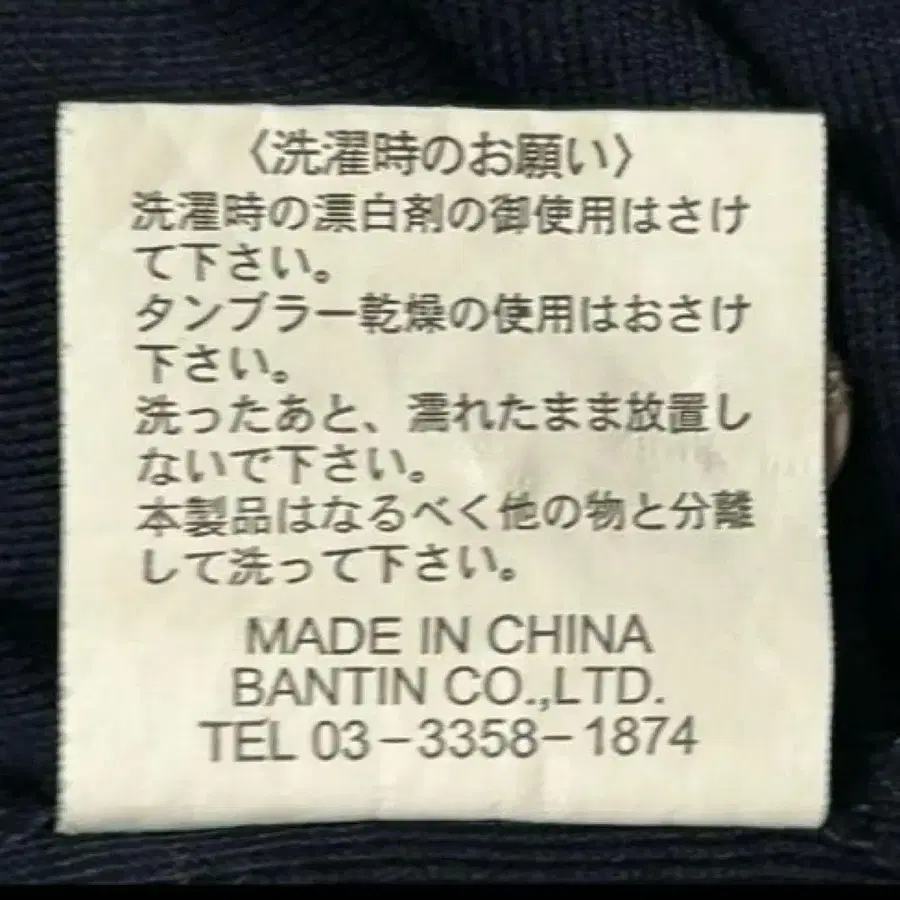 〈洗濯時のお願い〉
洗濯時の漂白剤の御使用はさけ
て下さい。
タンブラー乾燥の使用はおさけ
下さい。
洗ったあと、濡れたまま放置し
ないで下さい。
本製品はなるべく他の物と分離
して洗って下さい。
MADE IN CHINA
BANTIN CO.,LTD.
TEL 03-3358-1874